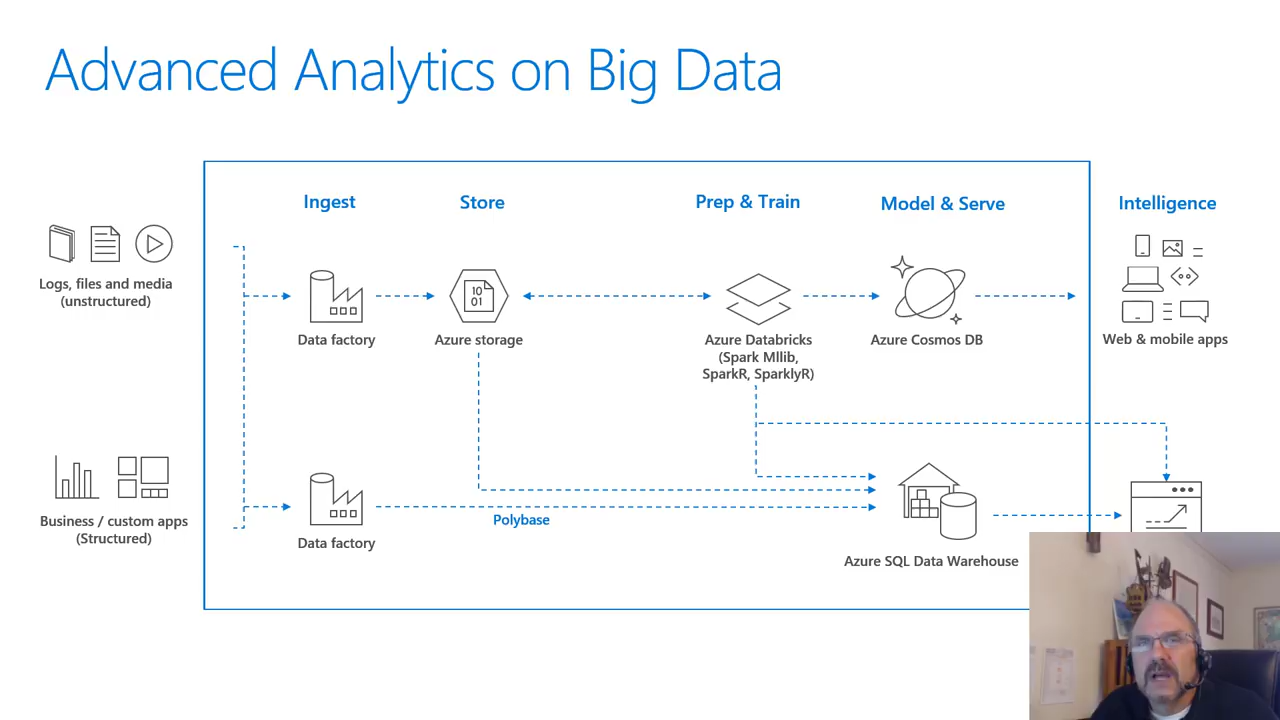 Advanced Analytics on Big Data
Ingest
Store
Prep & Train
Model & Serve
Intelligence
Logs, files and media
(unstructured)
Data factory
10
01
Azure storage
Azure Databricks
(Spark Mllib,
SparkR, SparklyR)
Azure Cosmos DB
Web & mobile apps
Business / custom apps
(Structured)
Data factory
Polybase
Azure SQL Data Warehouse